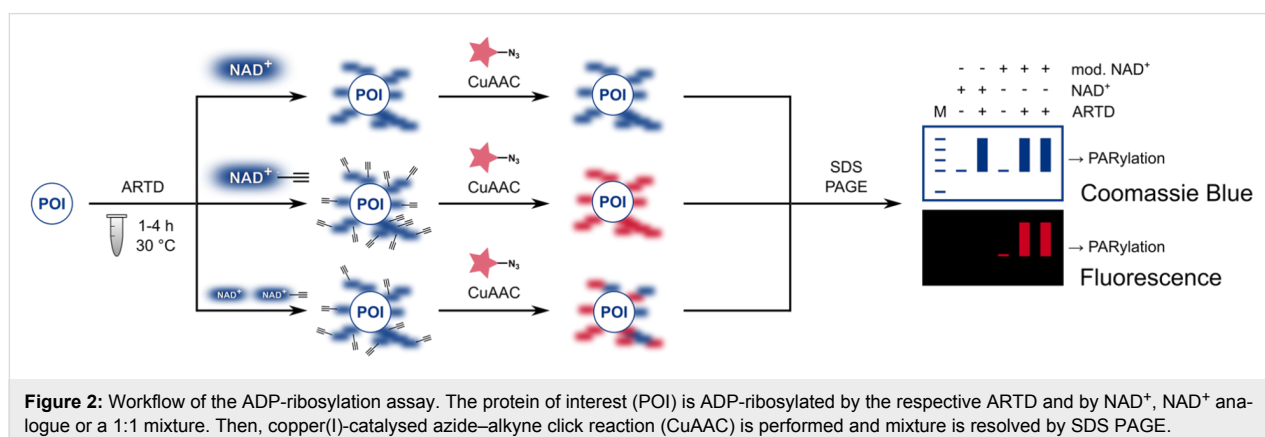 NAD+
POI
N3
CuAAC
POI
POI
ARTD
1-4 h
30 °C
NAD+
POI
N3
CuAAC
POI
NAD+ NAD+
POI
N3
CuAAC
POI
SDS
PAGE
- - + + + mod. NAD+
+ + - - - NAD+
M - + - + + ARTD
→ PARylation
Coomassie Blue
→ PARylation
Fluorescence
Figure 2: Workflow of the ADP-ribosylation assay. The protein of interest (POI) is ADP-ribosylated by the respective ARTD and by NAD+, NAD+ ana-
logue or a 1:1 mixture. Then, copper(I)-catalysed azide–alkyne click reaction (CuAAC) is performed and mixture is resolved by SDS PAGE.